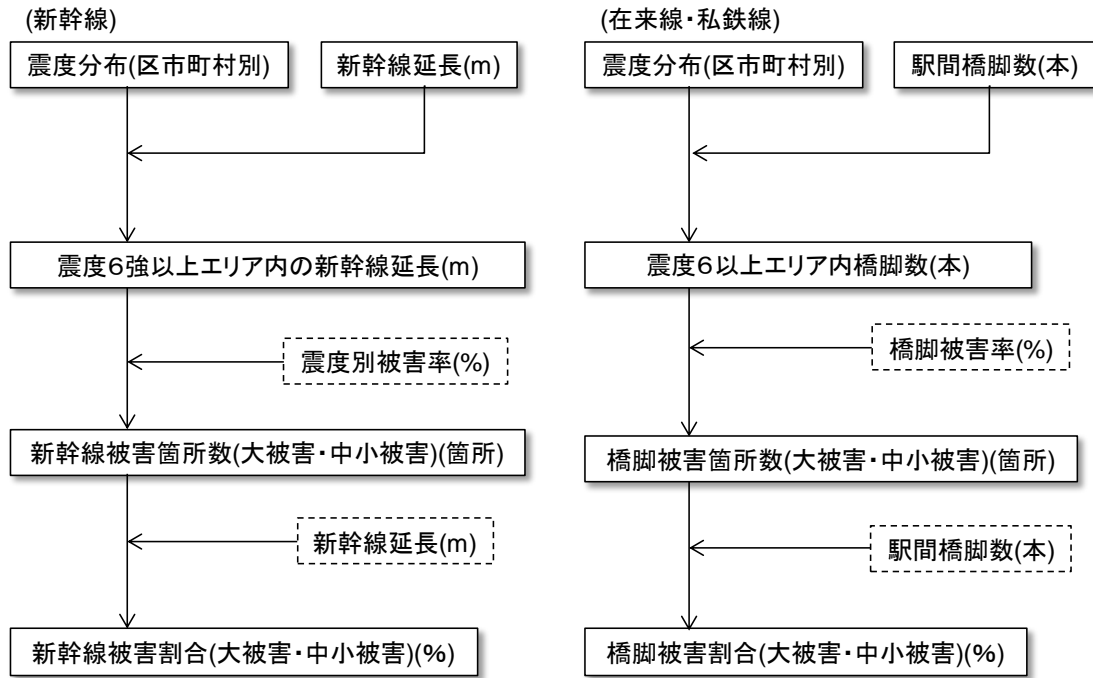 (新幹線)
震度分布(区市町村別)
新幹線延長(m)
震度6強以上エリア内の新幹線延長(m)
震度別被害率(%)
新幹線被害箇所数(大被害・中小被害)(箇所)
新幹線延長(m)
新幹線被害割合(大被害・中小被害)(%)
(在来線・私鉄線)
震度分布(区市町村別)
駅間橋脚数(本)
震度6以上エリア内橋脚数(本)
橋脚被害率(%)
橋脚被害箇所数(大被害・中小被害)(箇所)
駅間橋脚数(本)
橋脚被害割合(大被害・中小被害)(%)